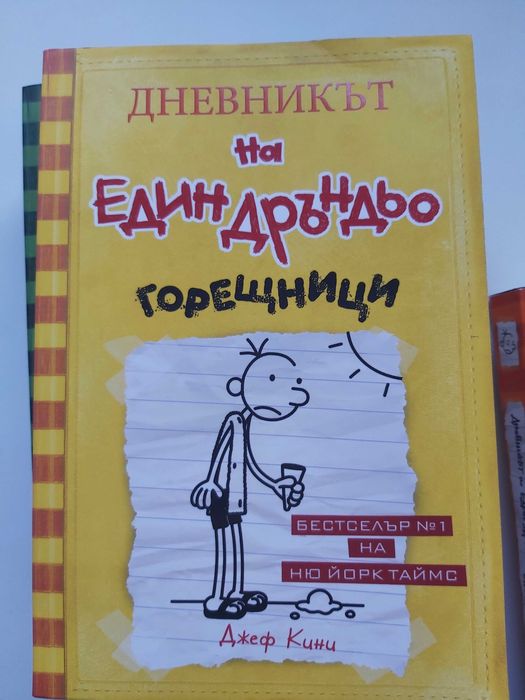 ДНЕВНИКЪТ
на
ЕДИН ДРЪНДЬО
ГОРЕЩНИЦИ
БЕСТСЕЛЪР №1
НА
НЮ ЙОРК ТАЙМС
Джеф Кини